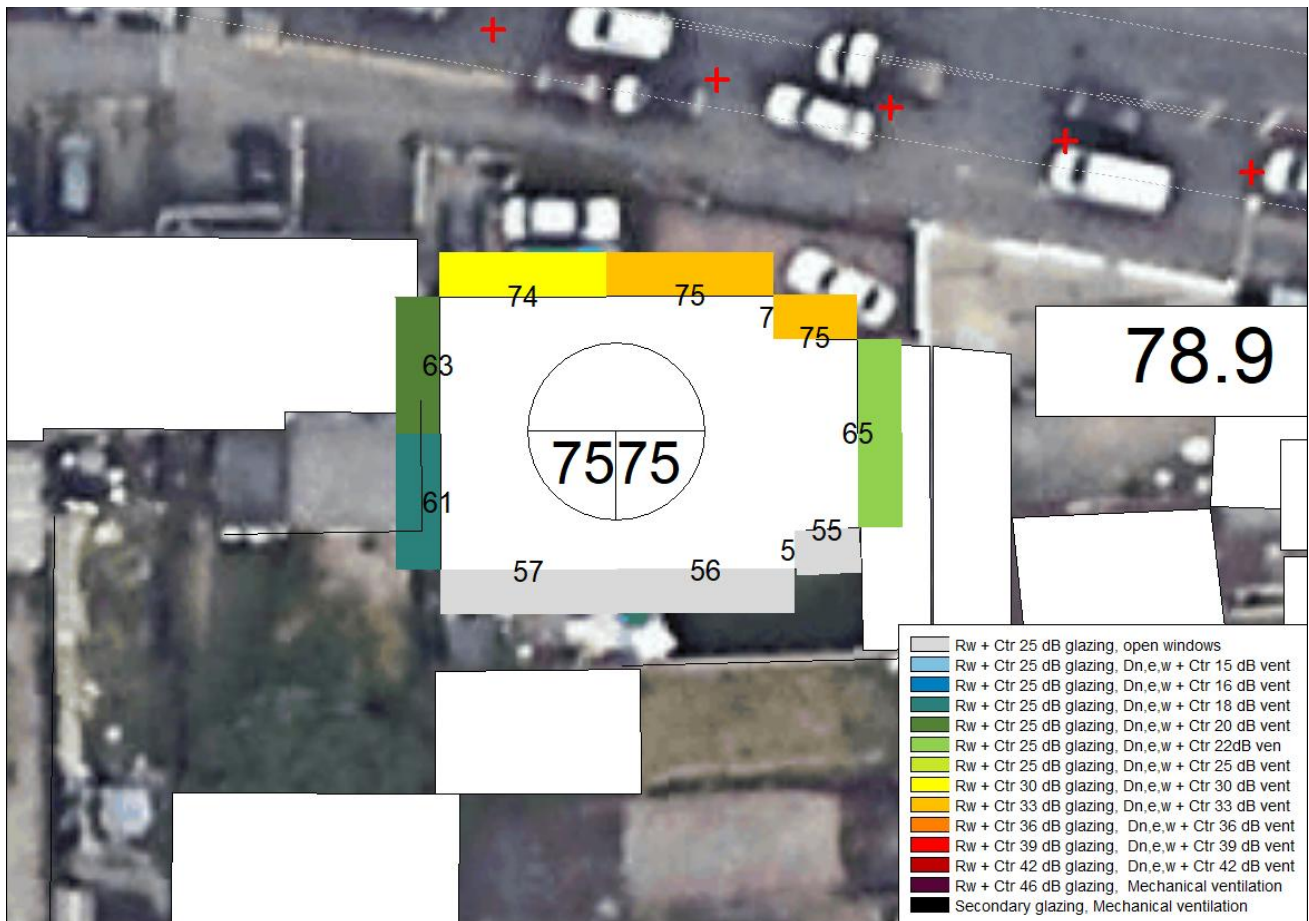 74
75
7
75
78.9
63
65
75 75
61
55
5
57
56
Rw + Ctr 25 dB glazing, open windows
Rw + Ctr 25 dB glazing, Dn,e,w + Ctr 15 dB vent
Rw + Ctr 25 dB glazing, Dn,e,w + Ctr 16 dB vent
Rw + Ctr 25 dB glazing, Dn,e,w + Ctr 18 dB vent
Rw + Ctr 25 dB glazing, Dn,e,w + Ctr 20 dB vent
Rw + Ctr 25 dB glazing, Dn,e,w + Ctr 22dB ven
Rw + Ctr 25 dB glazing, Dn,e,w + Ctr 25 dB vent
Rw + Ctr 30 dB glazing, Dn,e,w + Ctr 30 dB vent
Rw + Ctr 33 dB glazing, Dn,e,w + Ctr 33 dB vent
Rw + Ctr 36 dB glazing, Dn,e,w + Ctr 36 dB vent
Rw + Ctr 39 dB glazing, Dn,e,w + Ctr 39 dB vent
Rw + Ctr 42 dB glazing, Dn,e,w + Ctr 42 dB vent
Rw + Ctr 46 dB glazing, Mechanical ventilation
Secondary glazing, Mechanical ventilation